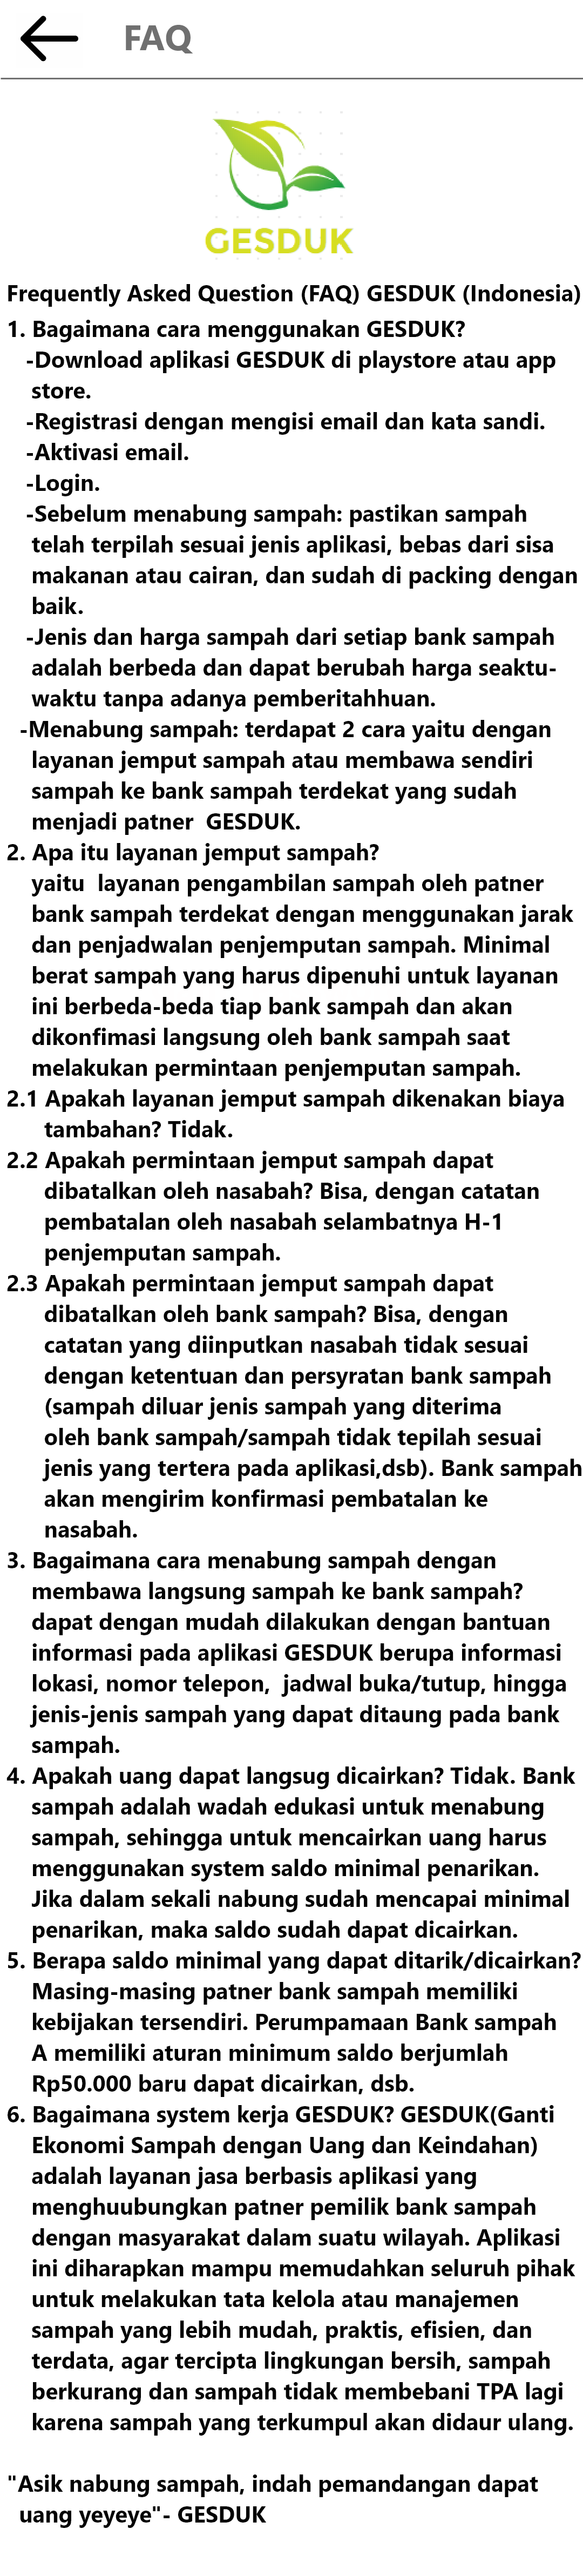 FAQ
GESDUK
Frequently Asked Question (FAQ) GESDUK (Indonesia)
1. Bagaimana cara menggunakan GESDUK?
-Download aplikasi GESDUK di playstore atau app
store.
-Registrasi dengan mengisi email dan kata sandi.
-Aktivasi email.
-Login.
-Sebelum menabung sampah: pastikan sampah
telah terpilah sesuai jenis aplikasi, bebas dari sisa
makanan atau cairan, dan sudah di packing dengan
baik.
-Jenis dan harga sampah dari setiap bank sampah
adalah berbeda dan dapat berubah harga seaktu-
waktu tanpa adanya pemberitahhuan.
-Menabung sampah: terdapat 2 cara yaitu dengan
layanan jemput sampah atau membawa sendiri
sampah ke bank sampah terdekat yang sudah
menjadi patner  GESDUK.
2. Apa itu layanan jemput sampah?
yaitu  layanan pengambilan sampah oleh patner
bank sampah terdekat dengan menggunakan jarak
dan penjadwalan penjemputan sampah. Minimal
berat sampah yang harus dipenuhi untuk layanan
ini berbeda-beda tiap bank sampah dan akan
dikonfimasi langsung oleh bank sampah saat
melakukan permintaan penjemputan sampah.
2.1 Apakah layanan jemput sampah dikenakan biaya
tambahan? Tidak.
2.2 Apakah permintaan jemput sampah dapat
dibatalkan oleh nasabah? Bisa, dengan catatan
pembatalan oleh nasabah selambatnya H-1
penjemputan sampah.
2.3 Apakah permintaan jemput sampah dapat
dibatalkan oleh bank sampah? Bisa, dengan
catatan yang diinputkan nasabah tidak sesuai
dengan ketentuan dan persyratan bank sampah
(sampah diluar jenis sampah yang diterima
oleh bank sampah/sampah tidak tepilah sesuai
jenis yang tertera pada aplikasi,dsb). Bank sampah
akan mengirim konfirmasi pembatalan ke
nasabah.
3. Bagaimana cara menabung sampah dengan
membawa langsung sampah ke bank sampah?
dapat dengan mudah dilakukan dengan bantuan
informasi pada aplikasi GESDUK berupa informasi
lokasi, nomor telepon,  jadwal buka/tutup, hingga
jenis-jenis sampah yang dapat ditaung pada bank
sampah.
4. Apakah uang dapat langsug dicairkan? Tidak. Bank
sampah adalah wadah edukasi untuk menabung
sampah, sehingga untuk mencairkan uang harus
menggunakan system saldo minimal penarikan.
Jika dalam sekali nabung sudah mencapai minimal
penarikan, maka saldo sudah dapat dicairkan.
5. Berapa saldo minimal yang dapat ditarik/dicairkan?
Masing-masing patner bank sampah memiliki
kebijakan tersendiri. Perumpamaan Bank sampah
A memiliki aturan minimum saldo berjumlah
Rp50.000 baru dapat dicairkan, dsb.
6. Bagaimana system kerja GESDUK? GESDUK(Ganti
Ekonomi Sampah dengan Uang dan Keindahan)
adalah layanan jasa berbasis aplikasi yang
menghuubungkan patner pemilik bank sampah
dengan masyarakat dalam suatu wilayah. Aplikasi
ini diharapkan mampu memudahkan seluruh pihak
untuk melakukan tata kelola atau manajemen
sampah yang lebih mudah, praktis, efisien, dan
terdata, agar tercipta lingkungan bersih, sampah
berkurang dan sampah tidak membebani TPA lagi
karena sampah yang terkumpul akan didaur ulang.
"Asik nabung sampah, indah pemandangan dapat
uang yeyeye"- GESDUK